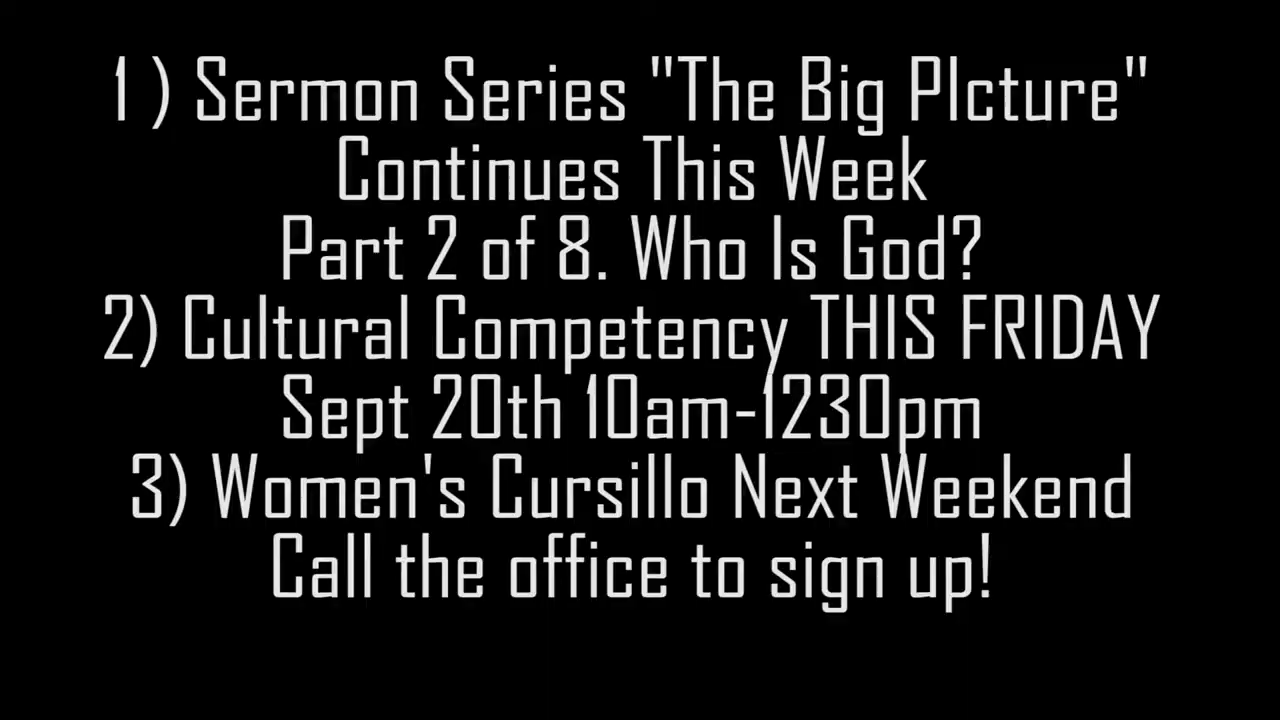 1 ) Sermon Series "The Big PIcture"
Continues This Week
Part 2 of 8. Who Is God?
2) Cultural Competency THIS FRIDAY
Sept 20th 10am-1230pm
3) Women's Cursillo Next Weekend
Call the office to sign up!